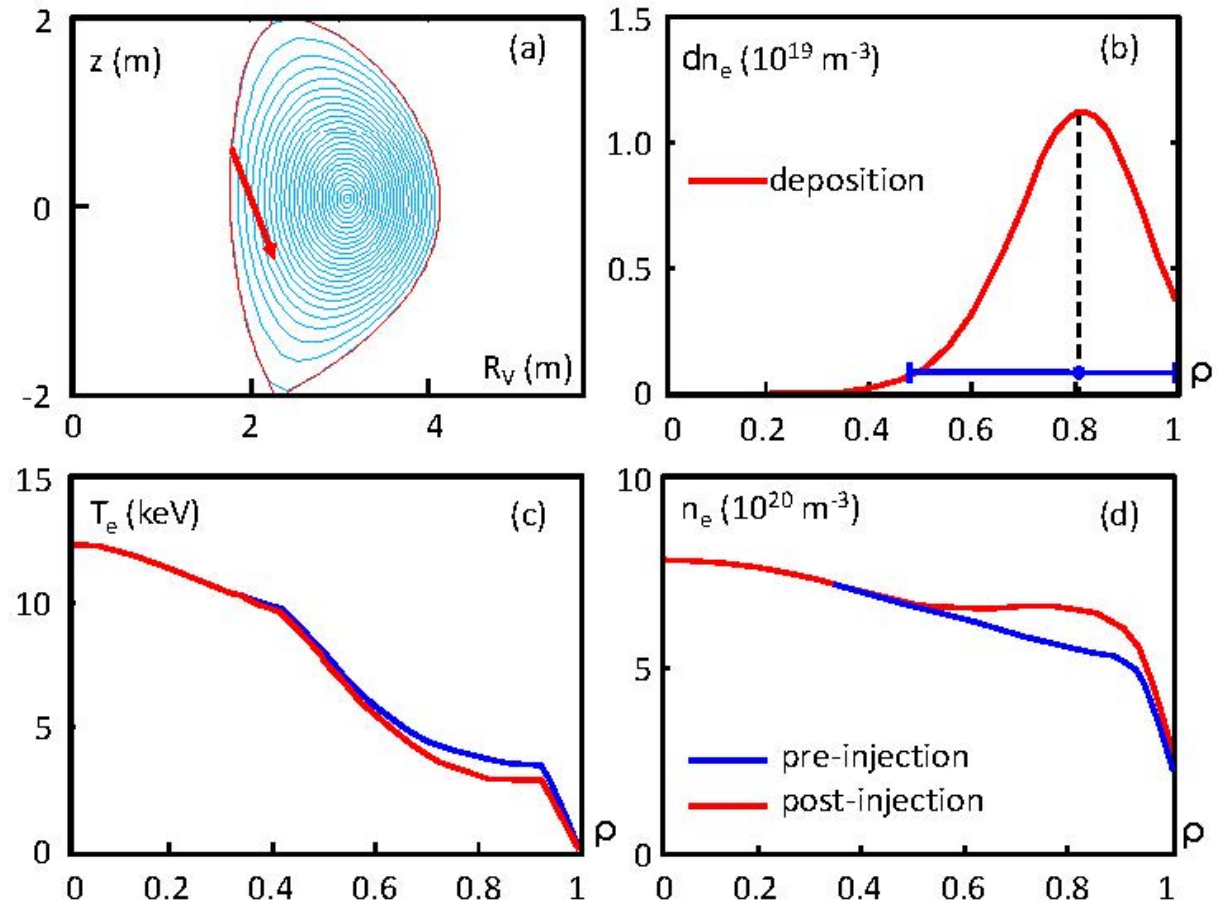 2
z (m)
(a)
0
R_V (m)
-2
0
2
4
1.5
dn_e (10^19 m^-3)
(b)
1.0
deposition
0.5
0
ρ
0
0.2
0.4
0.6
0.8
1
15
T_e (keV)
(c)
10
5
0
ρ
0
0.2
0.4
0.6
0.8
1
10
n_e (10^20 m^-3)
(d)
5
pre-injection
post-injection
0
ρ
0
0.2
0.4
0.6
0.8
1